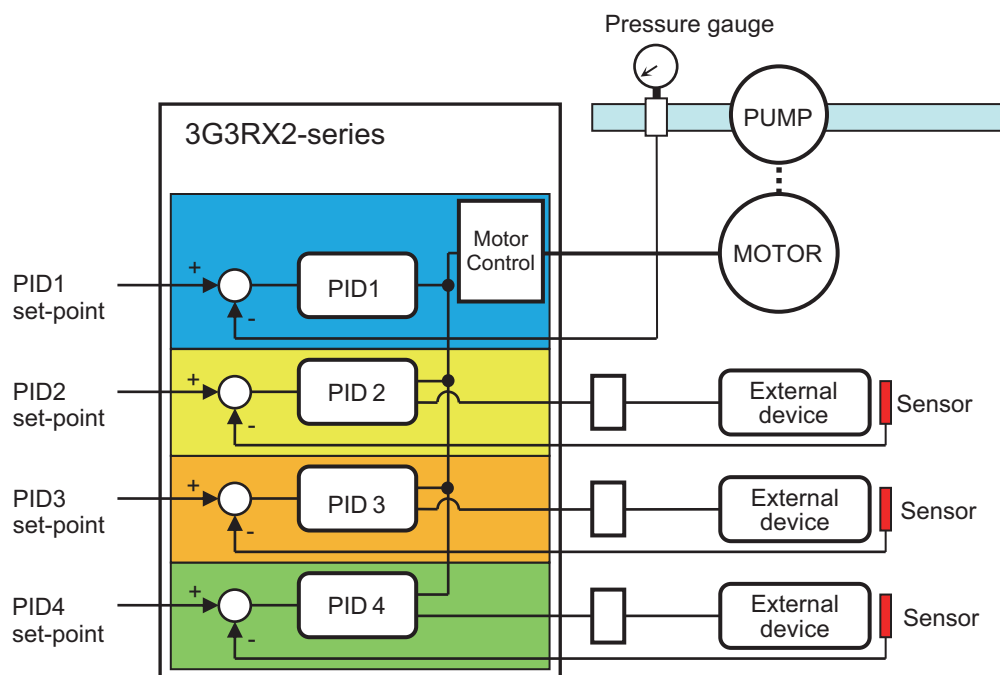 Pressure gauge
3G3RX2-series
PUMP
Motor
Control
MOTOR
PID1
set-point
+
-
PID1
PID2
set-point
+
-
PID 2
External
device
Sensor
PID3
set-point
+
-
PID 3
External
device
Sensor
PID4
set-point
+
-
PID 4
External
device
Sensor